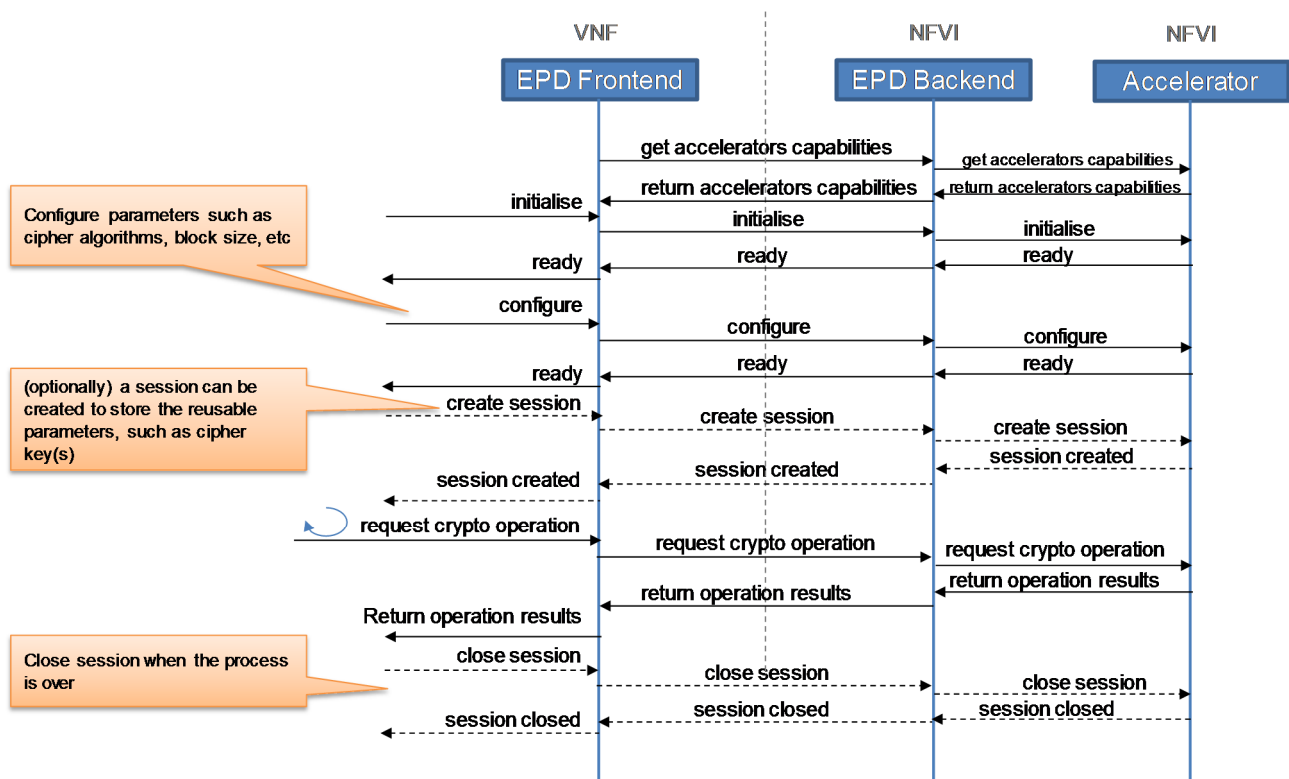 VNF
NFVI
NFVI
EPD Frontend
EPD Backend
Accelerator
get accelerators capabilities
get accelerators capabilities
return accelerators capabilities
return accelerators capabilities
Configure parameters such as
cipher algorithms, block size, etc
initialise
initialise
initialise
ready
ready
ready
configure
configure
configure
ready
ready
ready
(optionally) a session can be
created to store the reusable
parameters, such as cipher
key(s)
create session
create session
create session
session created
session created
session created
request crypto operation
request crypto operation
request crypto operation
return operation results
return operation results
Return operation results
Close session when the process
is over
close session
close session
close session
session closed
session closed
session closed